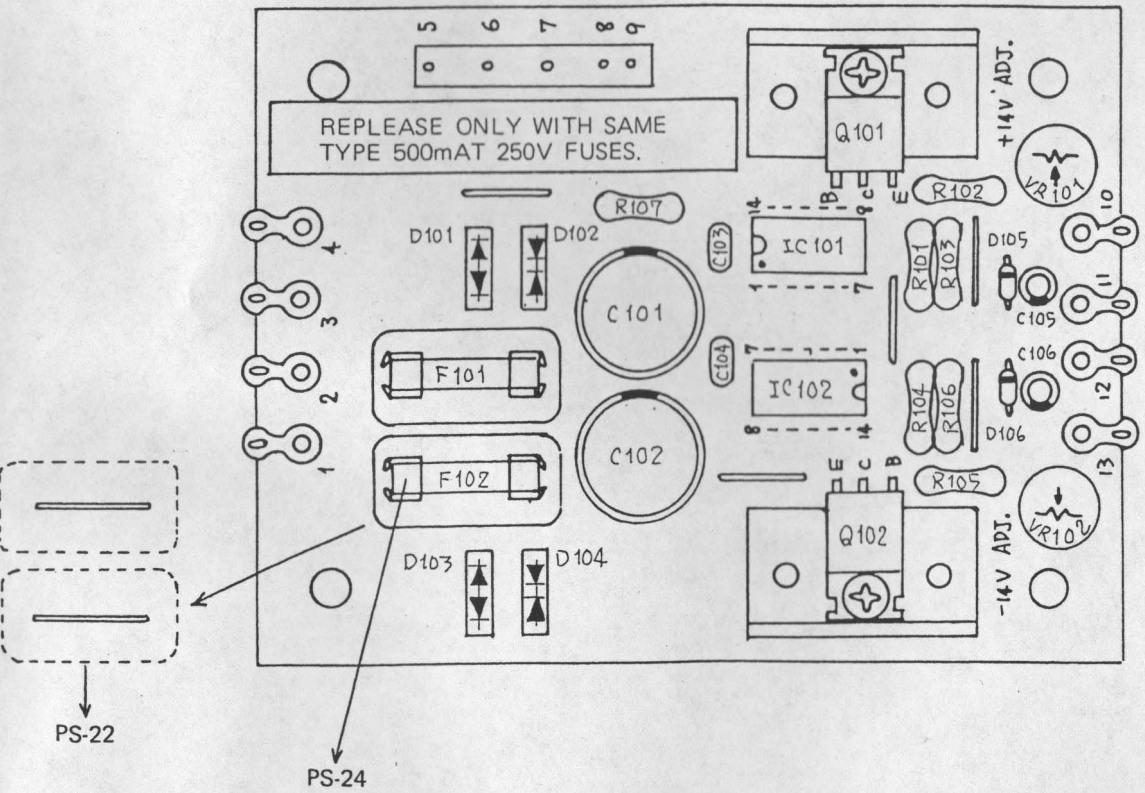 5 6 7 8 9
REPLEASE ONLY WITH SAME
TYPE 500mAT 250V FUSES.
+14V ADJ.
Q101
B C E
VR101
R102
R107
14 9
10
4
D101 D102
C103
IC101
R101 R103
D105
11
1 7
C105
3
C101
F101
C104
7 1
C106
2
IC102
R104 R106
12
8 14
D106
1
F102
C102
13
E C B
R105
VR102
-14V ADJ.
Q102
D103 D104
PS-22
PS-24